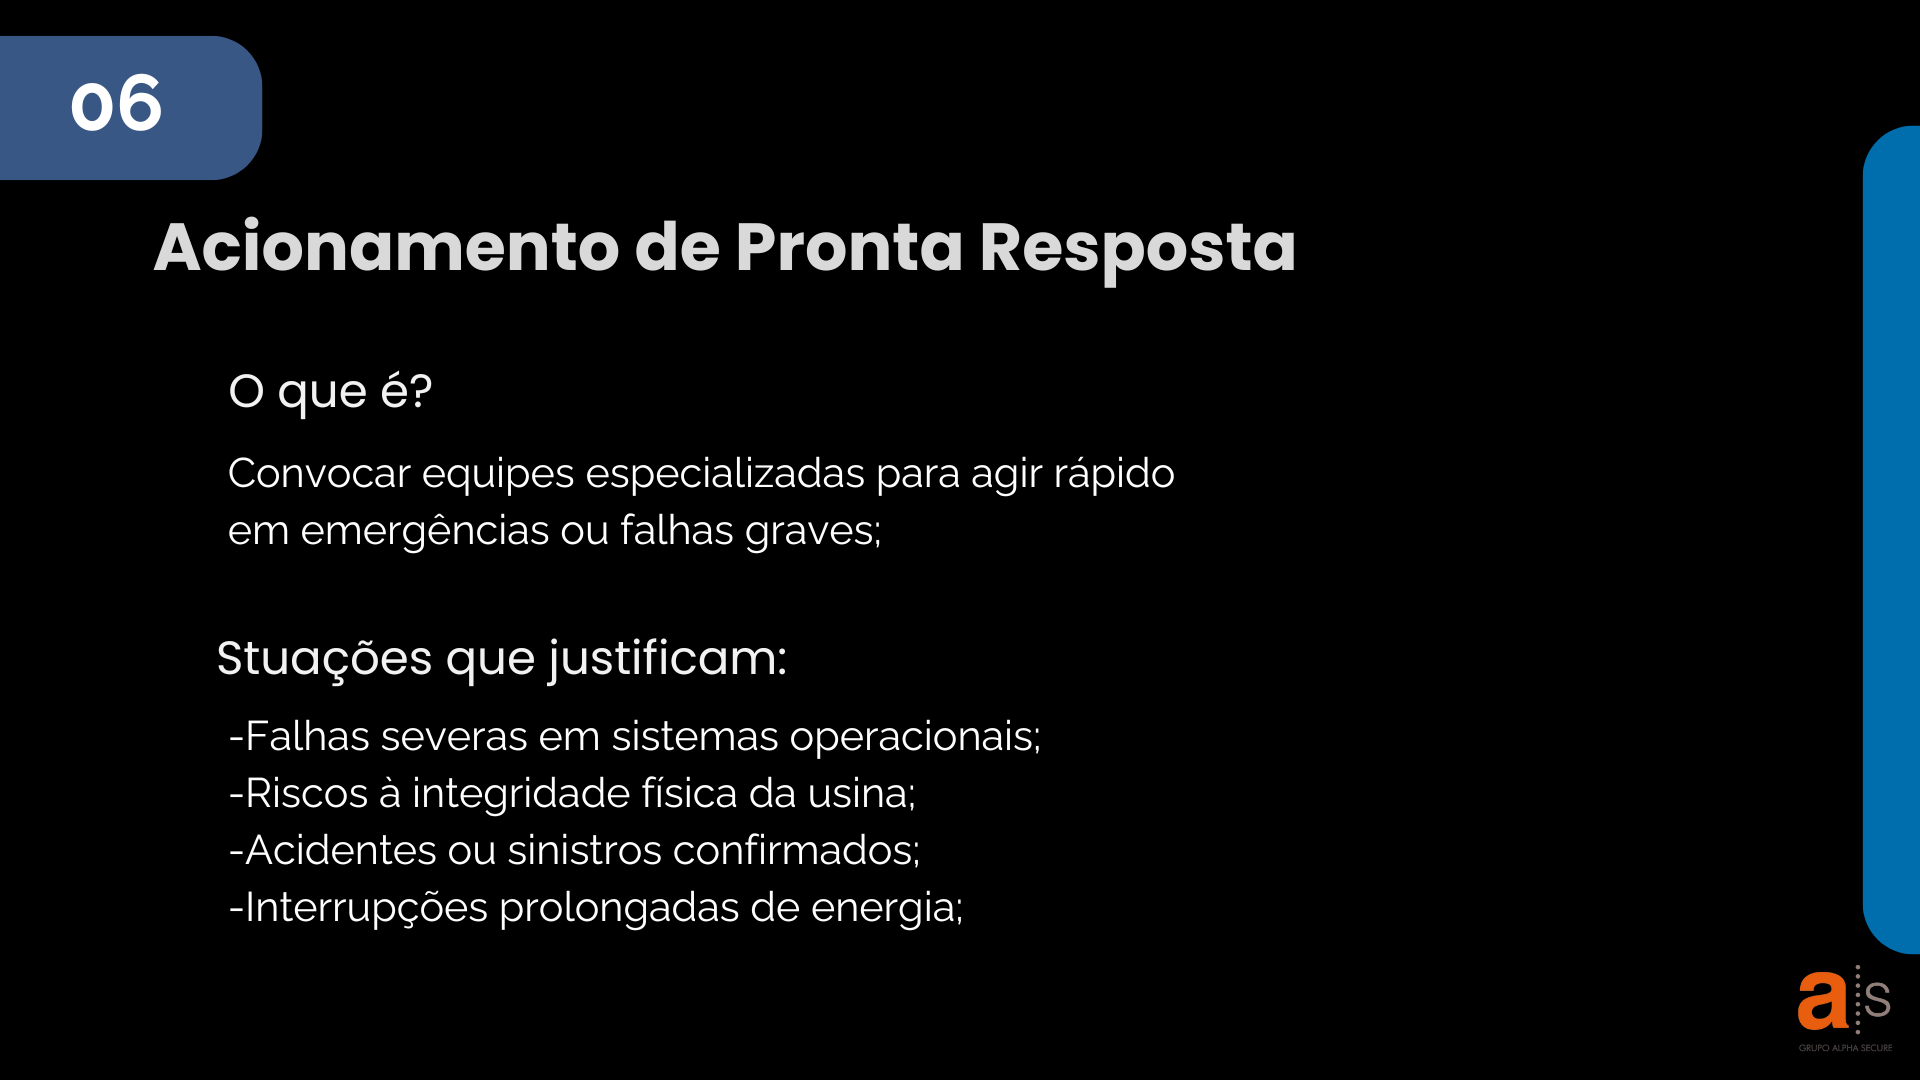 06
Acionamento de Pronta Resposta
O que é?
Convocar equipes especializadas para agir rápido
em emergências ou falhas graves;
Stuações que justificam:
-Falhas severas em sistemas operacionais;
-Riscos à integridade física da usina;
-Acidentes ou sinistros confirmados;
-Interrupções prolongadas de energia;
a s
GRUPO ALPHA SECURE